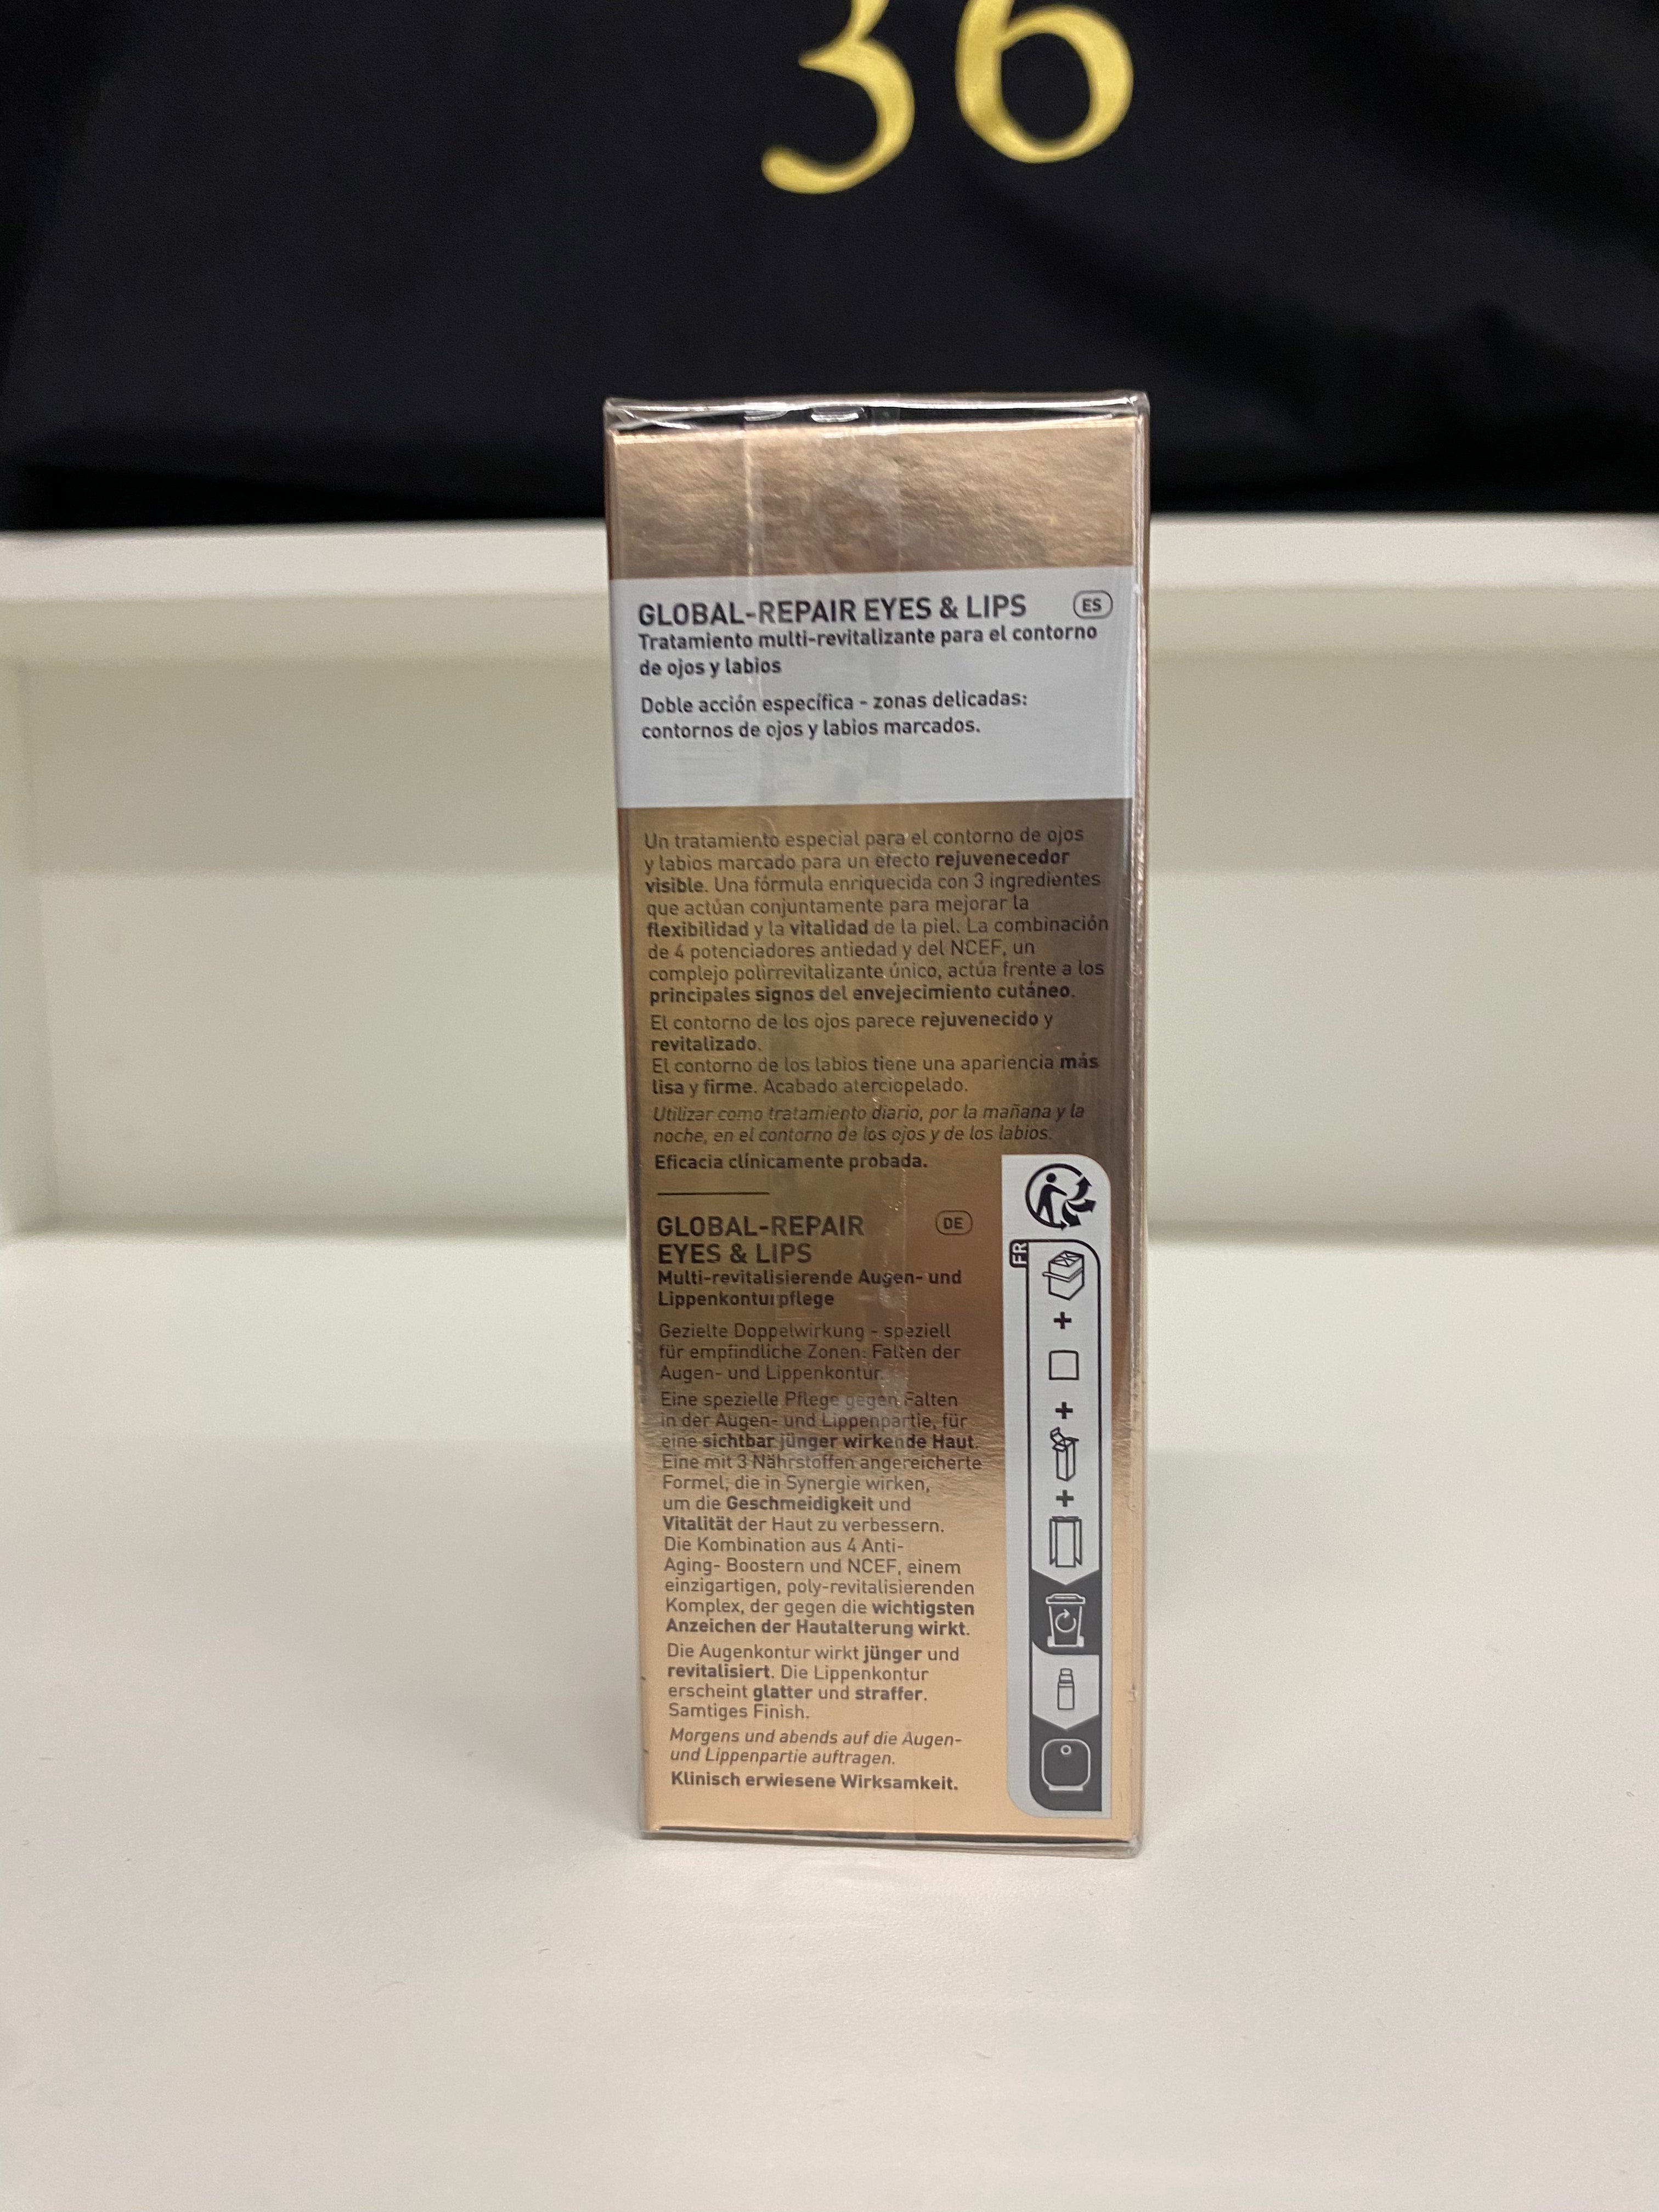 36
GLOBAL-REPAIR EYES & LIPS ES
Tratamiento multi-revitalizante para el contorno
de ojos y labios
Doble acción específica - zonas delicadas:
contornos de ojos y labios marcados.
Un tratamiento especial para el contorno de ojos
y labios marcado para un efecto rejuvenecedor
visible. Una fórmula enriquecida con 3 ingredientes
que actúan conjuntamente para mejorar la
flexibilidad y la vitalidad de la piel. La combinación
de 4 potenciadores antiedad y del NCEF, un
complejo polirrevitalizante único, actúa frente a los
principales signos del envejecimiento cutáneo.
El contorno de los ojos parece rejuvenecido y
revitalizado.
El contorno de los labios tiene una apariencia más
lisa y firme. Acabado aterciopelado.
Utilizar como tratamiento diario, por la mañana y la
noche, en el contorno de los ojos y de los labios.
Eficacia clínicamente probada.
GLOBAL-REPAIR DE
EYES & LIPS
Multi-revitalisierende Augen- und
Lippenkonturpflege
Gezielte Doppelwirkung - speziell
für empfindliche Zonen: Falten der
Augen- und Lippenkontur.
Eine spezielle Pflege gegen Falten
in der Augen- und Lippenpartie, für
eine sichtbar jünger wirkende Haut.
Eine mit 3 Nährstoffen angereicherte
Formel, die in Synergie wirken,
um die Geschmeidigkeit und
Vitalität der Haut zu verbessern.
Die Kombination aus 4 Anti-
Aging- Boostern und NCEF, einem
einzigartigen, poly-revitalisierenden
Komplex, der gegen die wichtigsten
Anzeichen der Hautalterung wirkt.
Die Augenkontur wirkt jünger und
revitalisiert. Die Lippenkontur
erscheint glatter und straffer.
Samtiges Finish.
Morgens und abends auf die Augen-
und Lippenpartie auftragen.
Klinisch erwiesene Wirksamkeit.
FR
+
+
+